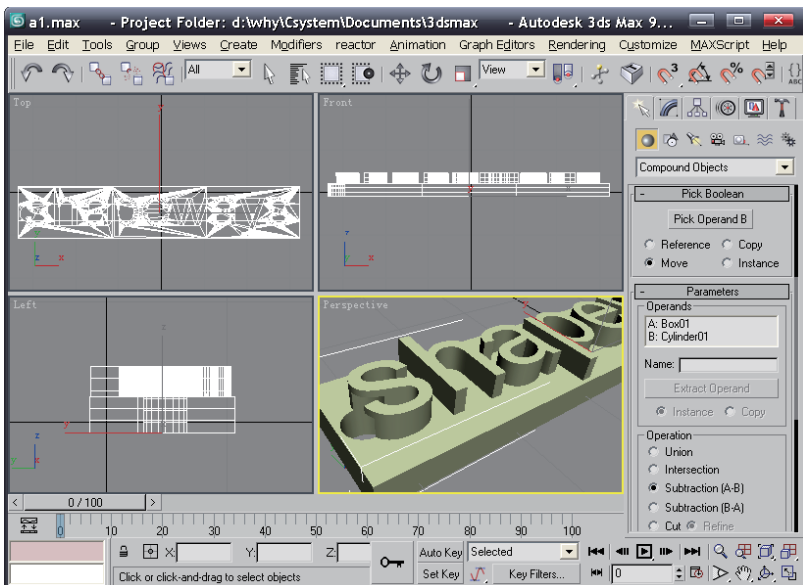 a1.max - Project Folder: d:\why\Csystem\Documents\3dsmax - Autodesk 3ds Max 9...
File Edit Tools Group Views Create Modifiers reactor Animation Graph Editors Rendering Customize MAXScript Help
All View 3 % ABC
Top
Front
Left
Perspective
shape
Compound Objects
- Pick Boolean
Pick Operand B
Reference Copy
Move Instance
- Parameters
Operands
A: Box01
B: Cylinder01
Name:
Extract Operand
Instance Copy
Operation
Union
Intersection
Subtraction (A-B)
Subtraction (B-A)
Cut Refine
< 0 / 100 >
0 10 20 30 40 50 60 70 80 90 100
X: Y: Z: Auto Key Selected
Click or click-and-drag to select objects Set Key Key Filters... 0